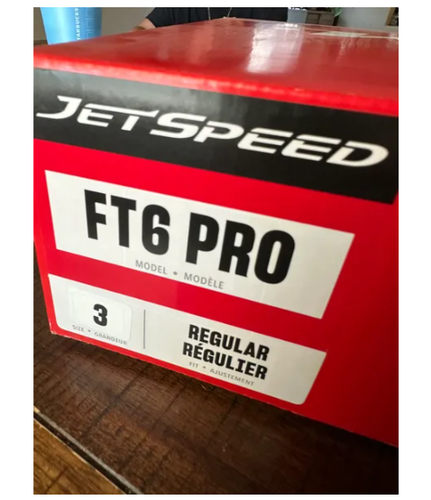 JETSPEED
FT6 PRO
MODEL • MODÈLE
3
SIZE • GRANDEUR
REGULAR
RÉGULIER
FIT • AJUSTEMENT